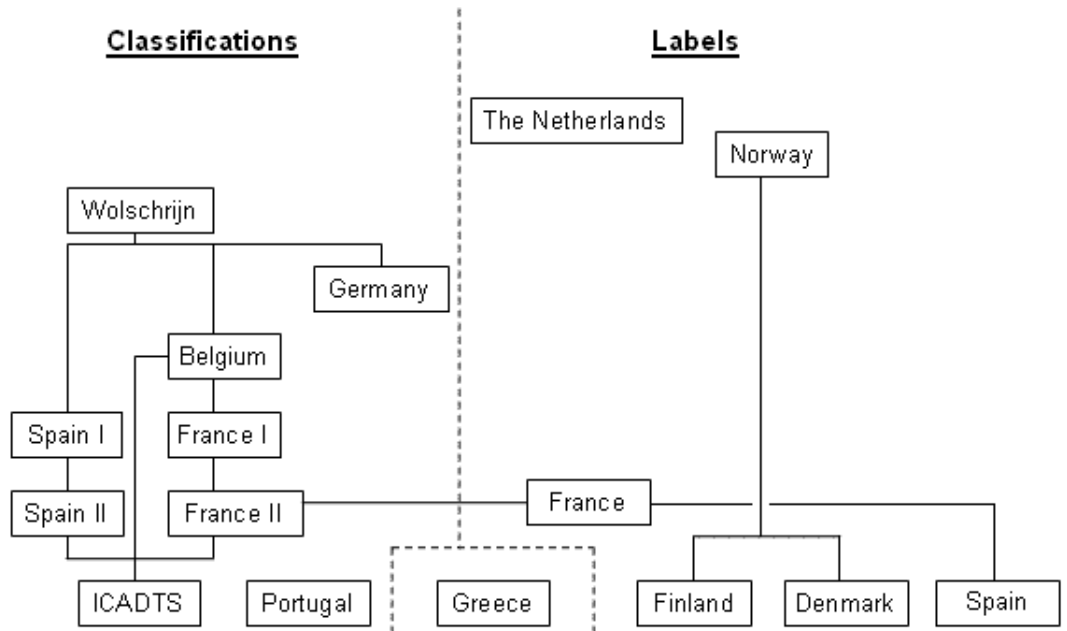 Classifications
Labels
The Netherlands
Norway
Wolschrijn
Germany
Belgium
Spain I
France I
Spain II
France II
France
ICADTS
Portugal
Greece
Finland
Denmark
Spain